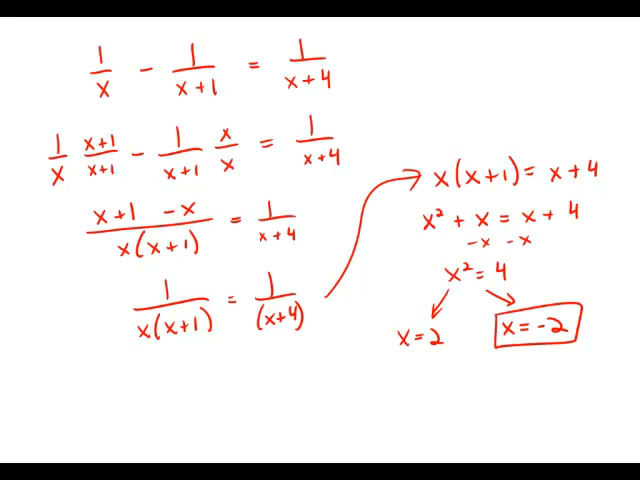 1/x - 1/(x+1) = 1/(x+4)
1/x (x+1)/(x+1) - 1/(x+1) x/x = 1/(x+4)
(x+1 -x)/(x(x+1)) = 1/(x+4)
1/(x(x+1)) = 1/(x+4)
x(x+1) = x+4
x² + x = x + 4
-x -x
x² = 4
x = 2 x = -2